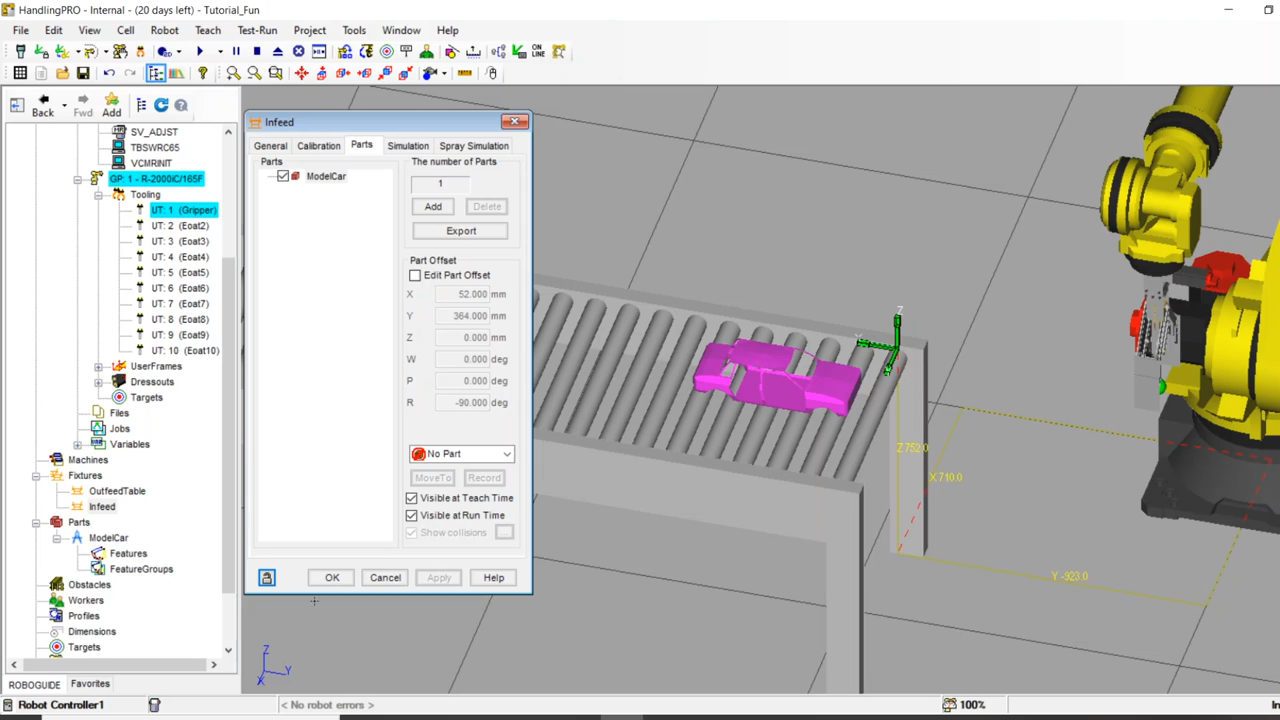 HandlingPRO - Internal - (20 days left) - Tutorial_Fun
File Edit View Cell Robot Teach Test-Run Project Tools Window Help
ON LINE
Back Fwd Add
SV_ADJST
TBSWRC65
VCMRINIT
GP: 1 - R-2000iC/165F
Tooling
UT: 1 (Gripper)
UT: 2 (Eoat2)
UT: 3 (Eoat3)
UT: 4 (Eoat4)
UT: 5 (Eoat5)
UT: 6 (Eoat6)
UT: 7 (Eoat7)
UT: 8 (Eoat8)
UT: 9 (Eoat9)
UT: 10 (Eoat10)
UserFrames
Dressouts
Targets
Files
Jobs
Variables
Machines
Fixtures
OutfeedTable
Infeed
Parts
ModelCar
Features
FeatureGroups
Obstacles
Workers
Profiles
Dimensions
Targets
ROBOGUIDE Favorites
Infeed
General Calibration Parts Simulation Spray Simulation
Parts
ModelCar
The number of Parts
1
Add Delete
Export
Part Offset
Edit Part Offset
X 52.000 mm
Y 364.000 mm
Z 0.000 mm
W 0.000 deg
P 0.000 deg
R -90.000 deg
No Part
MoveTo Record
Visible at Teach Time
Visible at Run Time
Show collisions ...
OK Cancel Apply Help
Z
X
Z 752.0
X 710.0
Y -923.0
Z
Y
X
Robot Controller1 < No robot errors > 100%